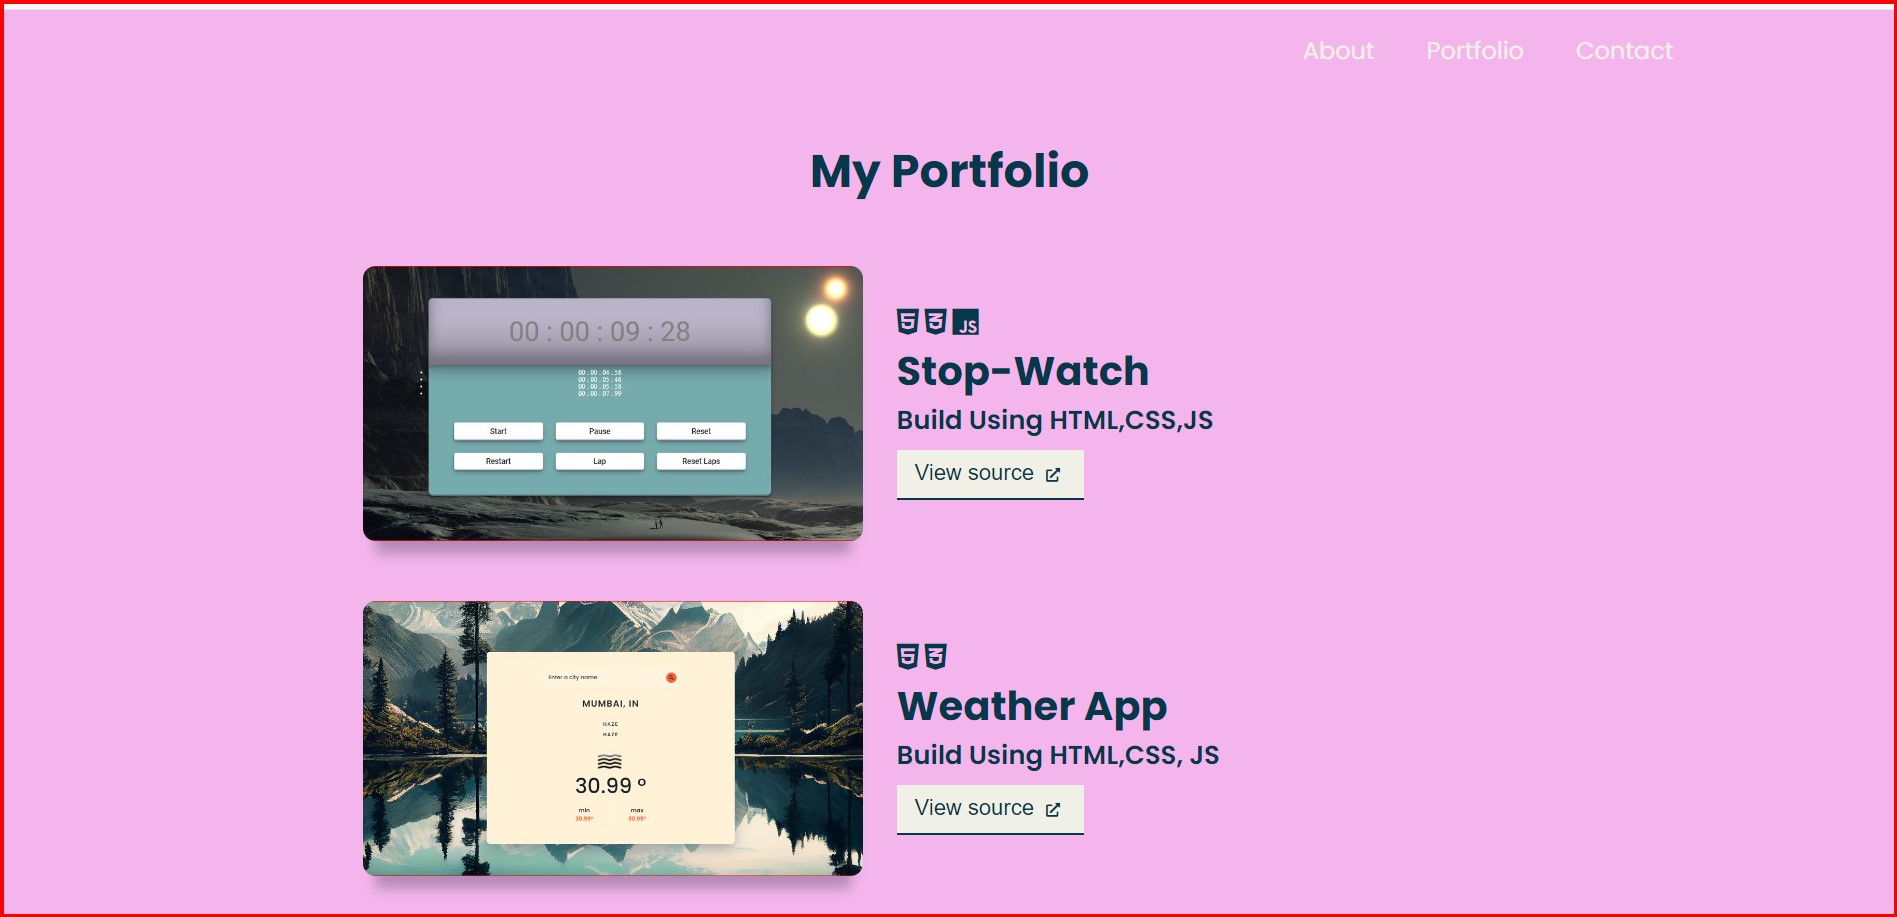 About Portfolio Contact
My Portfolio
00 : 00 : 09 : 28
00 : 00 : 04 : 56
00 : 00 : 05 : 46
00 : 00 : 05 : 58
00 : 00 : 07 : 99
Start Pause Reset
Restart Lap Reset Laps
JS
Stop-Watch
Build Using HTML,CSS,JS
View source
Enter a city name
MUMBAI, IN
HAZE
HAZE
30.99 °
min max
30.99° 30.99°
Weather App
Build Using HTML,CSS, JS
View source